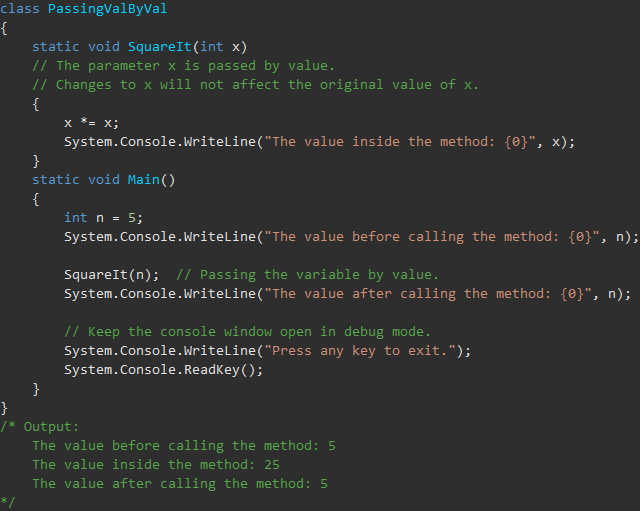 class PassingValByVal
{
    static void SquareIt(int x)
    // The parameter x is passed by value.
    // Changes to x will not affect the original value of x.
    {
        x *= x;
        System.Console.WriteLine("The value inside the method: {0}", x);
    }
    static void Main()
    {
        int n = 5;
        System.Console.WriteLine("The value before calling the method: {0}", n);

        SquareIt(n);  // Passing the variable by value.
        System.Console.WriteLine("The value after calling the method: {0}", n);

        // Keep the console window open in debug mode.
        System.Console.WriteLine("Press any key to exit.");
        System.Console.ReadKey();
    }
}
/* Output:
    The value before calling the method: 5
    The value inside the method: 25
    The value after calling the method: 5
*/